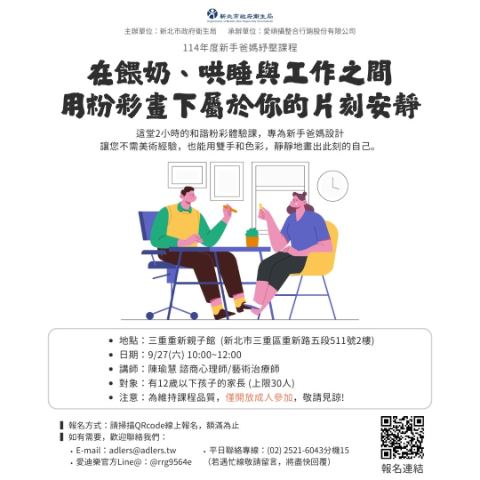 新北市政府衛生局
主辦單位：新北市政府衛生局　承辦單位：愛頻攝整合行銷股份有限公司
114年度新手爸媽紓壓課程
在餵奶、哄睡與工作之間
用粉彩畫下屬於你的片刻安靜
這堂2小時的和諧粉彩體驗課，專為新手爸媽設計
讓您不需美術經驗，也能用雙手和色彩，靜靜地畫出此刻的自己。
• 地點：三重重新親子館 (新北市三重區重新路五段511號2樓)
• 日期：9/27(六) 10:00~12:00
• 講師：陳瑜慧 諮商心理師/藝術治療師
• 對象：有12歲以下孩子的家長 (上限30人)
• 注意：為維持課程品質，僅開放成人參加，敬請見諒!
報名方式：請掃描QRcode線上報名，額滿為止
如有需要，歡迎聯絡我們：
• E-mail：adlers@adlers.tw
• 愛迪樂官方Line@：@rrg9564e
• 平日聯絡專線：(02) 2521-6043分機15
（若遇忙線敬請留言，將盡快回覆）
報名連結